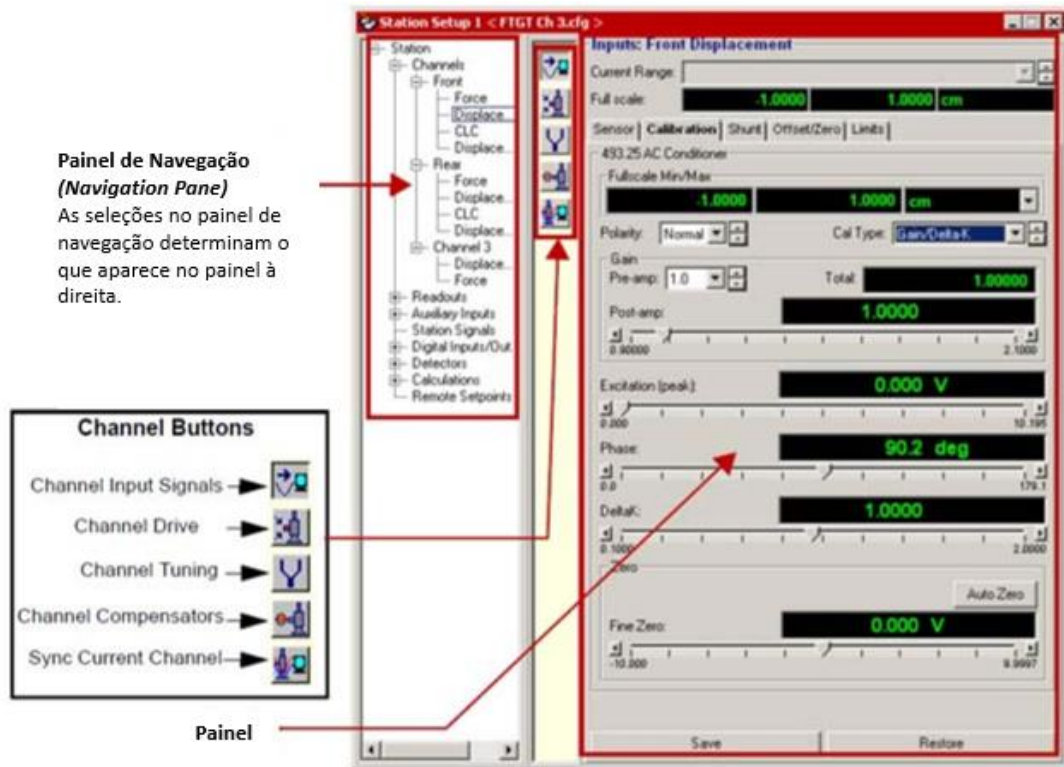 Station Setup 1 < FTGT Ch 3.cfg >
Painel de Navegação
(Navigation Pane)
As seleções no painel de
navegação determinam o
que aparece no painel à
direita.
Station
Channels
Front
Force
Displace...
CLC
Displace...
Rear
Force
Displace...
CLC
Displace...
Channel 3
Displace...
Force
Readouts
Auxiliary Inputs
Station Signals
Digital Inputs/Out
Detectors
Calculations
Remote Setpoints
Inputs: Front Displacement
Current Range:
Full scale: -1.0000 1.0000 cm
Sensor Calibration Shunt Offset/Zero Limits
493.25 AC Conditioner
Fullscale Min/Max
-1.0000 1.0000 cm
Polarity: Normal Cal Type: Gain/Delta-K
Gain
Pre-amp: 1.0 Total: 1.00000
Post-amp: 1.0000
0.90000 2.1000
Excitation (peak): 0.000 V
0.000 10.195
Phase: 90.2 deg
0.0 179.1
DeltaK: 1.0000
0.1000 2.0000
Zero
Auto Zero
Fine Zero: 0.000 V
-10.000 9.9997
Save Restore
Channel Buttons
Channel Input Signals
Channel Drive
Channel Tuning
Channel Compensators
Sync Current Channel
Painel